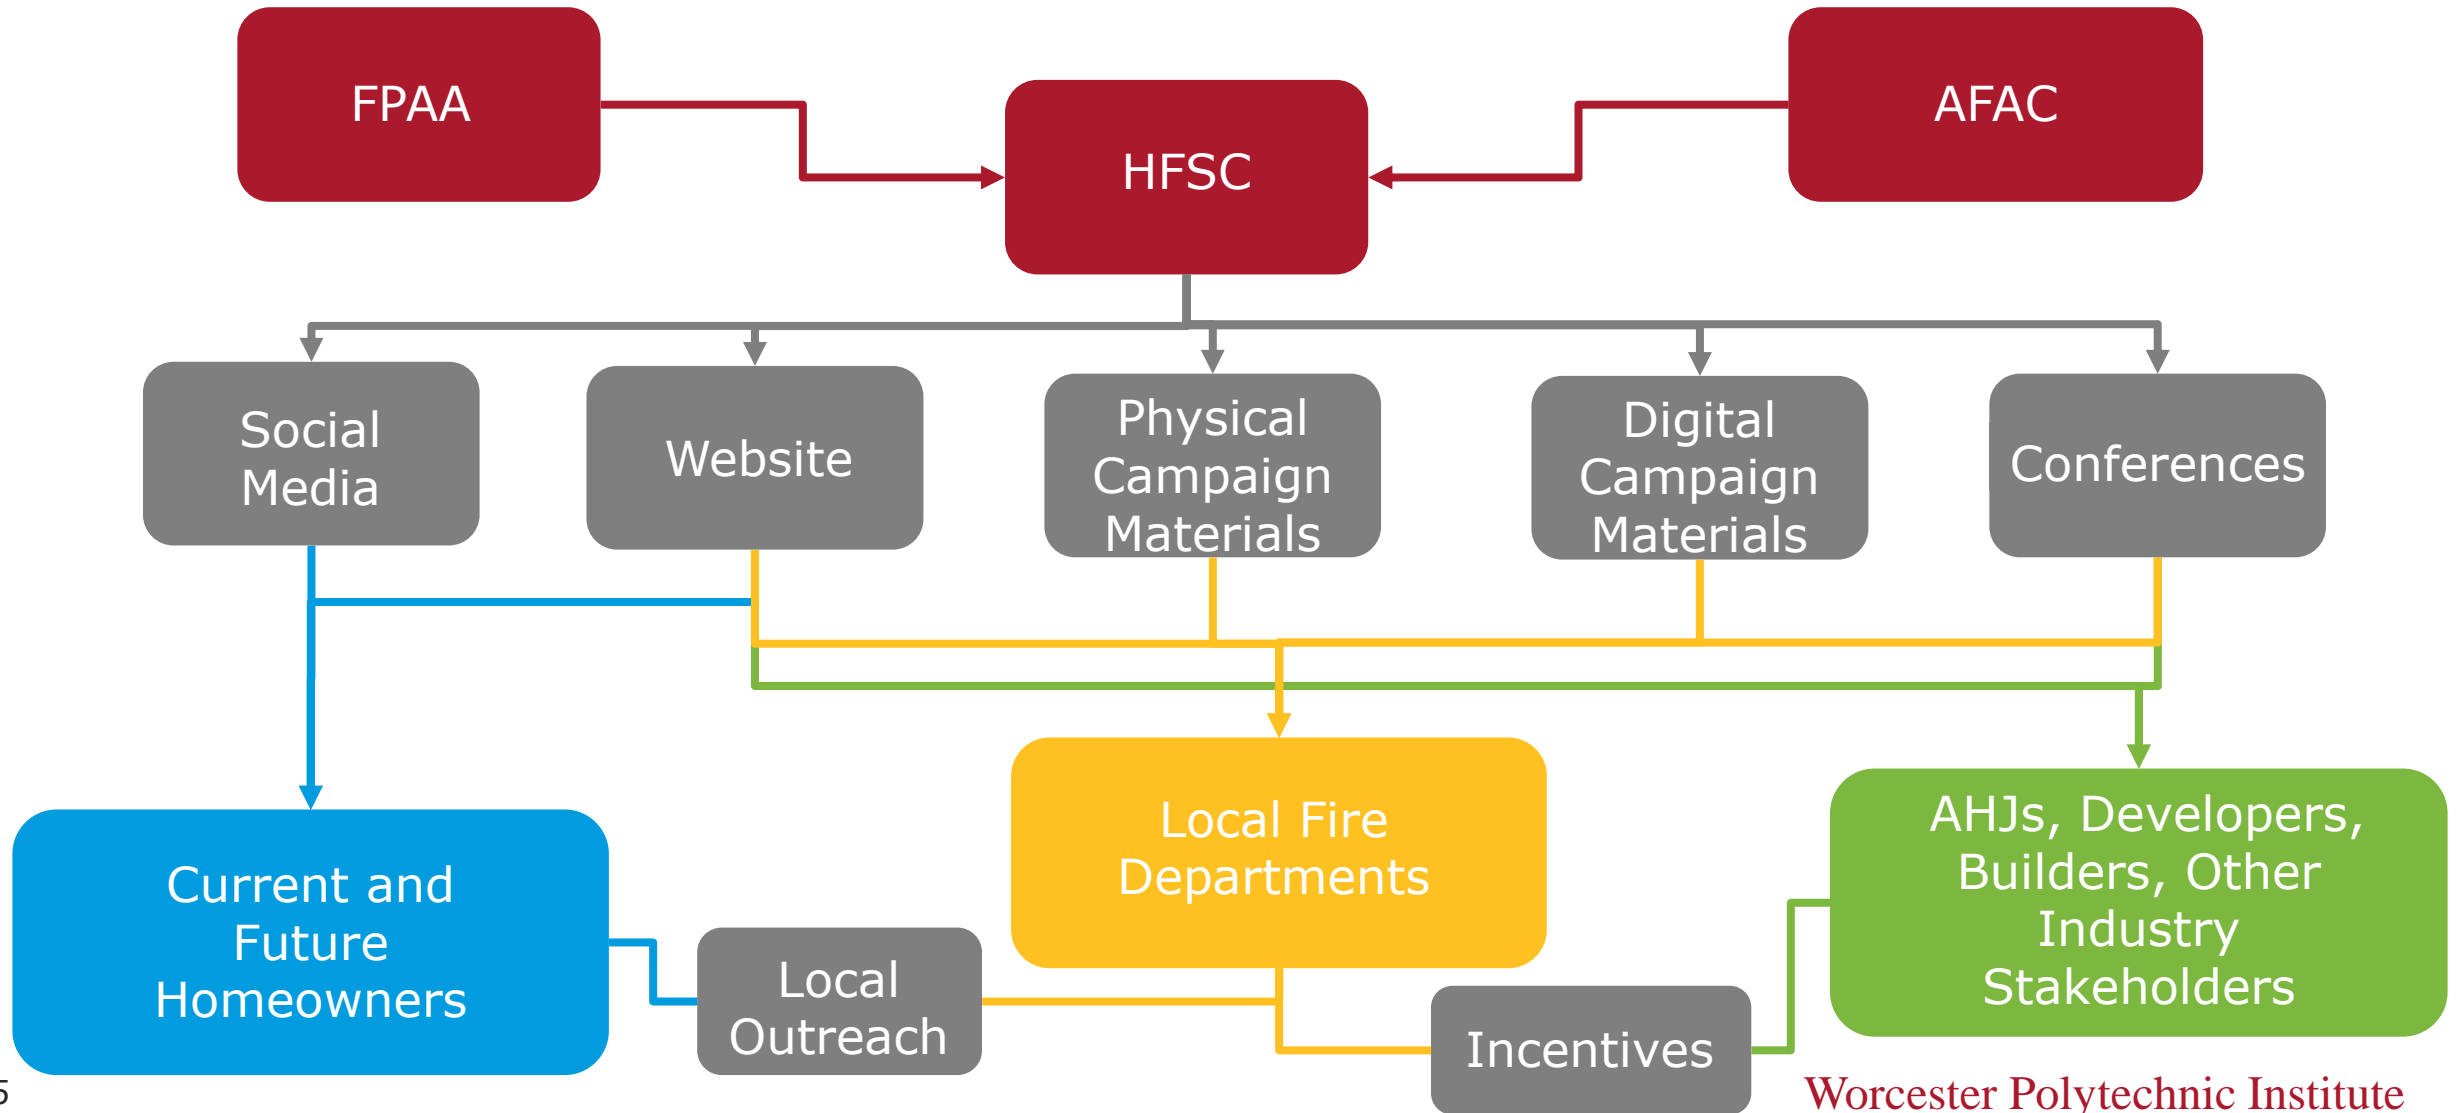 FPAA
HFSC
AFAC
Social
Media
Website
Physical
Campaign
Materials
Digital
Campaign
Materials
Conferences
Current and
Future
Homeowners
Local
Outreach
Local Fire
Departments
Incentives
AHJs, Developers,
Builders, Other
Industry
Stakeholders
5
Worcester Polytechnic Institute